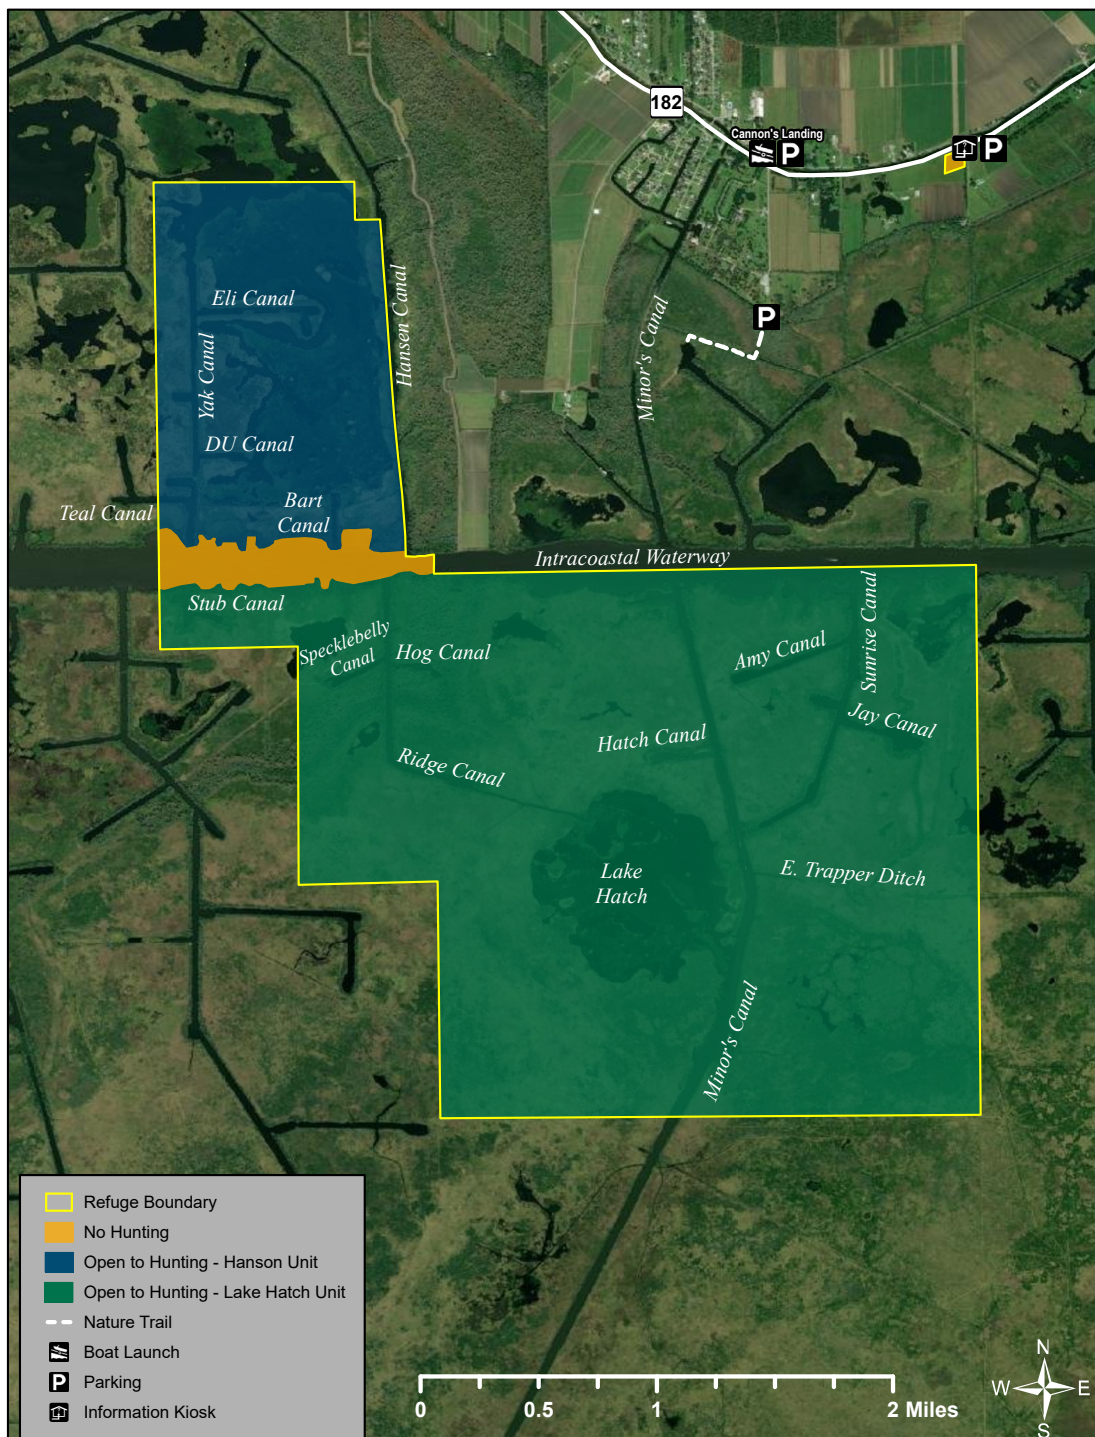 182
Cannon's Landing
P
P
P
Eli Canal
Hansen Canal
Yak Canal
Minor's Canal
DU Canal
Bart
Canal
Teal Canal
Intracoastal Waterway
Stub Canal
Specklebelly
Canal
Hog Canal
Amy Canal
Sunrise Canal
Jay Canal
Hatch Canal
Ridge Canal
Lake
Hatch
E. Trapper Ditch
Minor's Canal
Refuge Boundary
No Hunting
Open to Hunting - Hanson Unit
Open to Hunting - Lake Hatch Unit
Nature Trail
Boat Launch
P Parking
Information Kiosk
0 0.5 1 2 Miles
N
W E
S